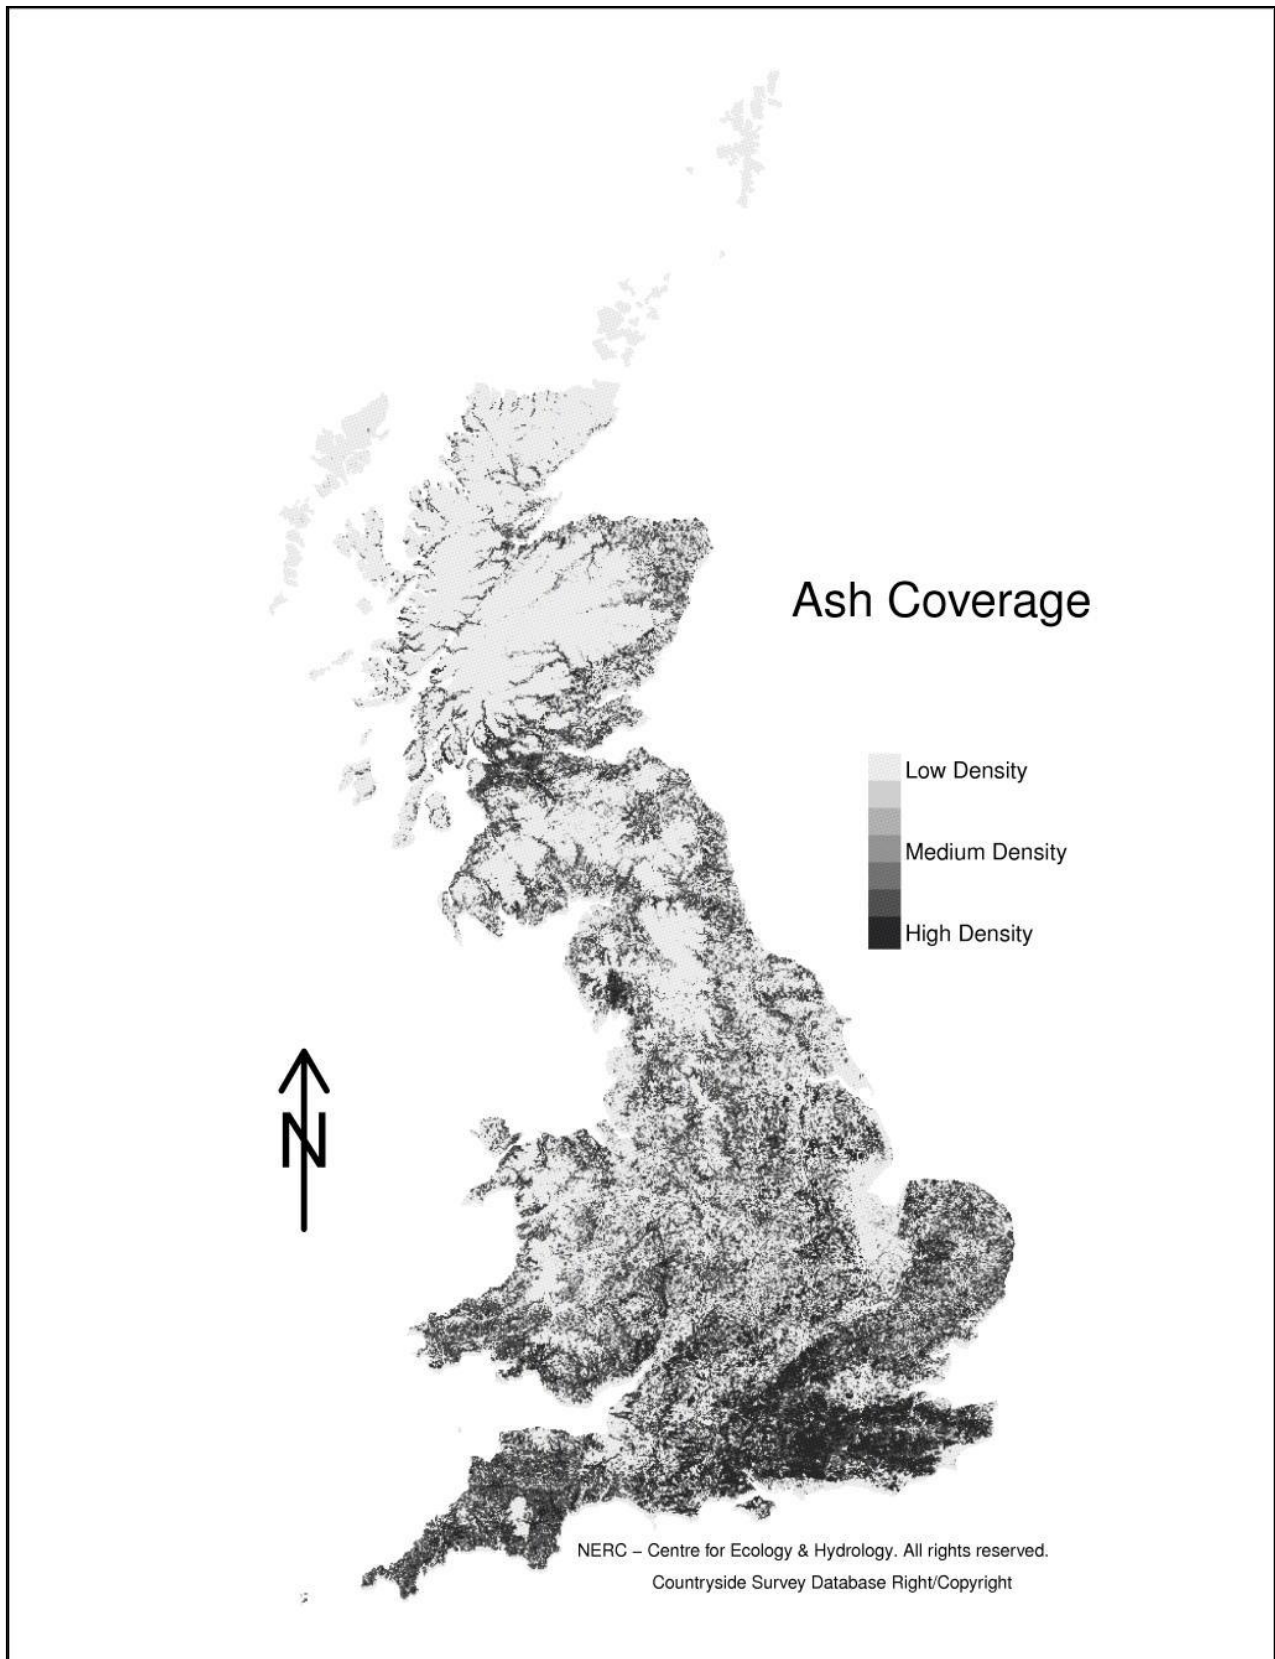 Ash Coverage
Low Density
Medium Density
High Density
N
NERC – Centre for Ecology & Hydrology. All rights reserved.
Countryside Survey Database Right/Copyright